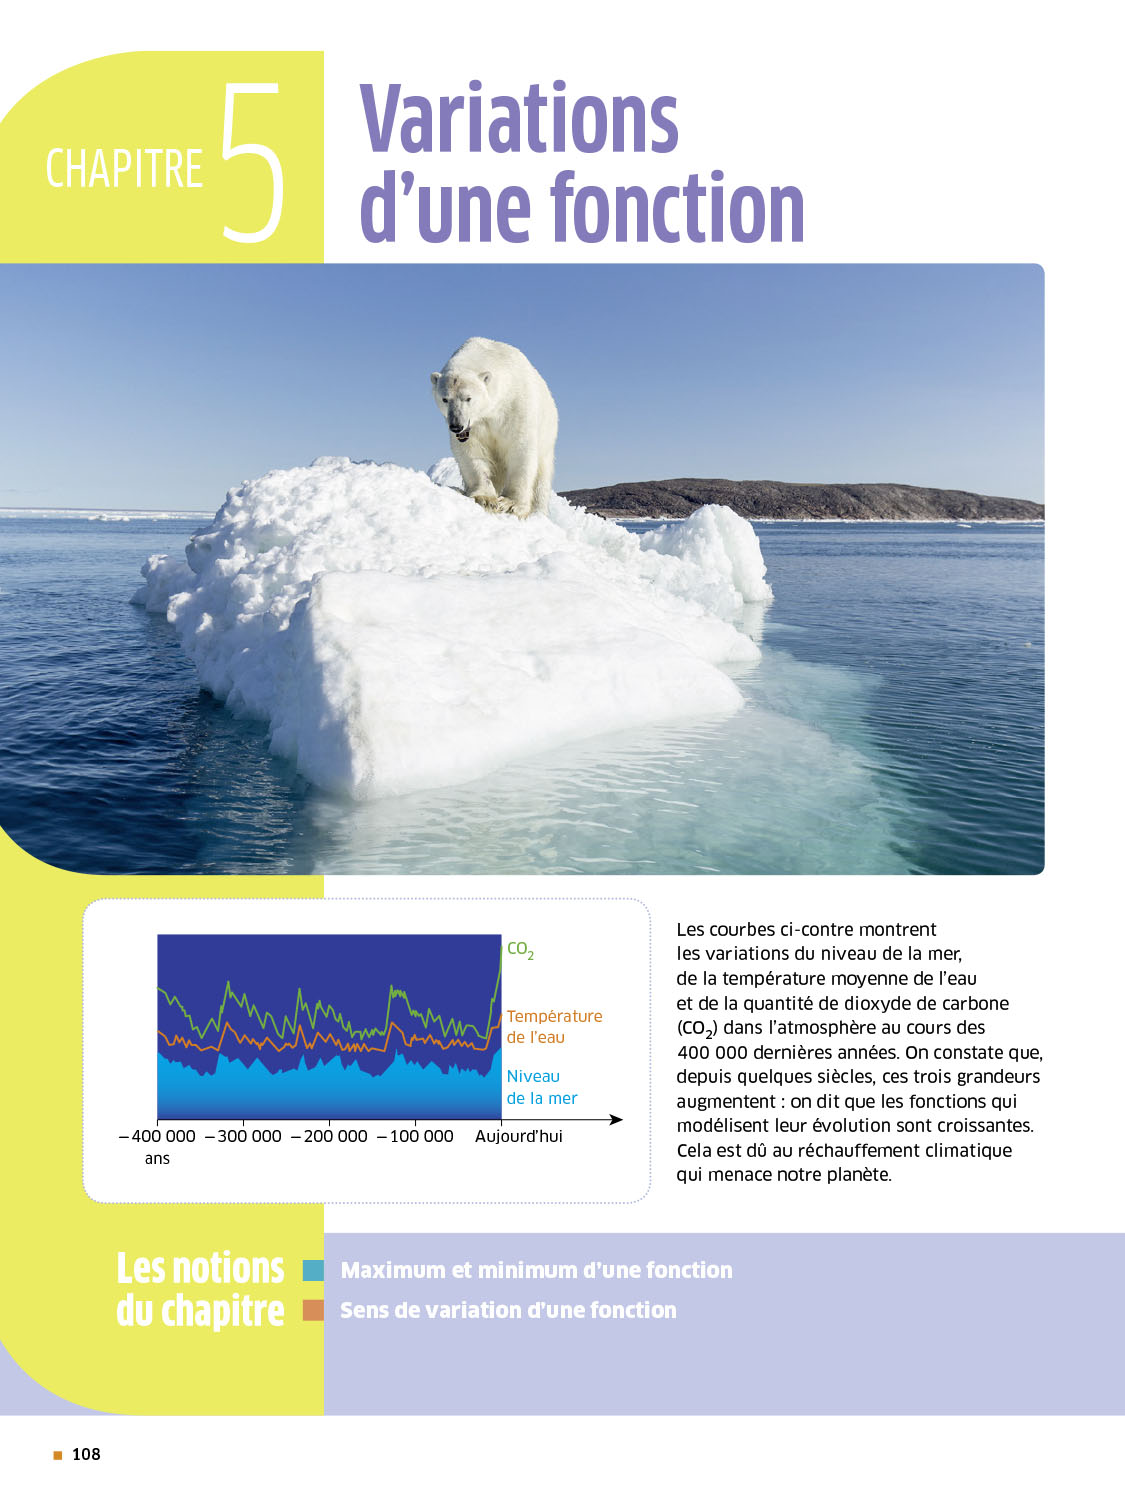 CHAPITRE 5
Variations
d’une fonction
CO2
Température
de l’eau
Niveau
de la mer
– 400 000
ans
– 300 000
– 200 000
– 100 000
Aujourd’hui
Les courbes ci-contre montrent
les variations du niveau de la mer,
de la température moyenne de l’eau
et de la quantité de dioxyde de carbone
(CO2) dans l’atmosphère au cours des
400 000 dernières années. On constate que,
depuis quelques siècles, ces trois grandeurs
augmentent : on dit que les fonctions qui
modélisent leur évolution sont croissantes.
Cela est dû au réchauffement climatique
qui menace notre planète.
Les notions
du chapitre
Maximum et minimum d’une fonction
Sens de variation d’une fonction
108